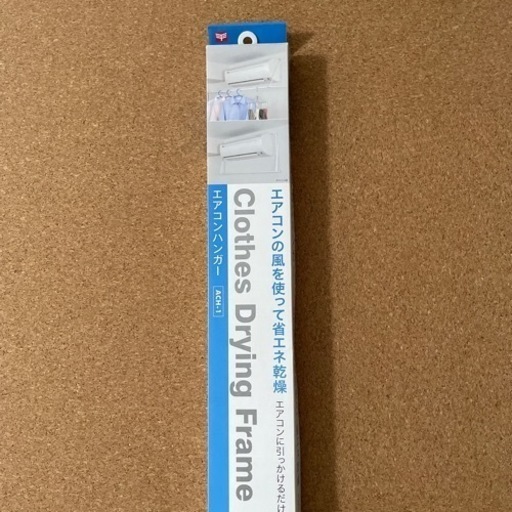 エアコンの風を使って省エネ乾燥
エアコンに引っかけるだけ
Clothes Drying Frame
エアコンハンガー ACH-1